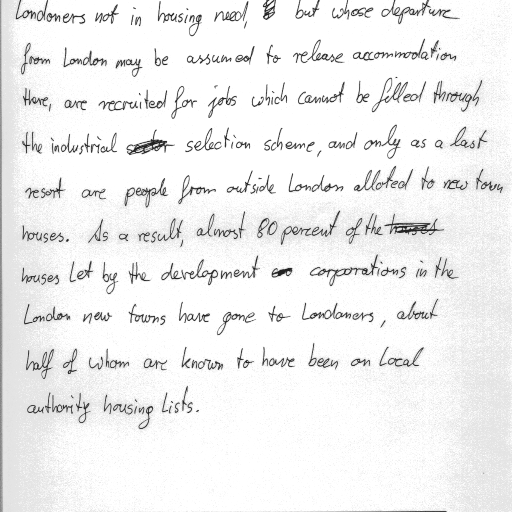 Londoners not in housing need, but whose departure
from London may be assumed to release accommodation
there, are recruited for jobs which cannot be filled through
the industrial selection scheme, and only as a last
resort are people from outside London alloted to new town
houses. As a result, almost 80 percent of the
houses let by the development corporations in the
London new towns have gone to Londoners, about
half of whom are known to have been on local
authority housing lists.